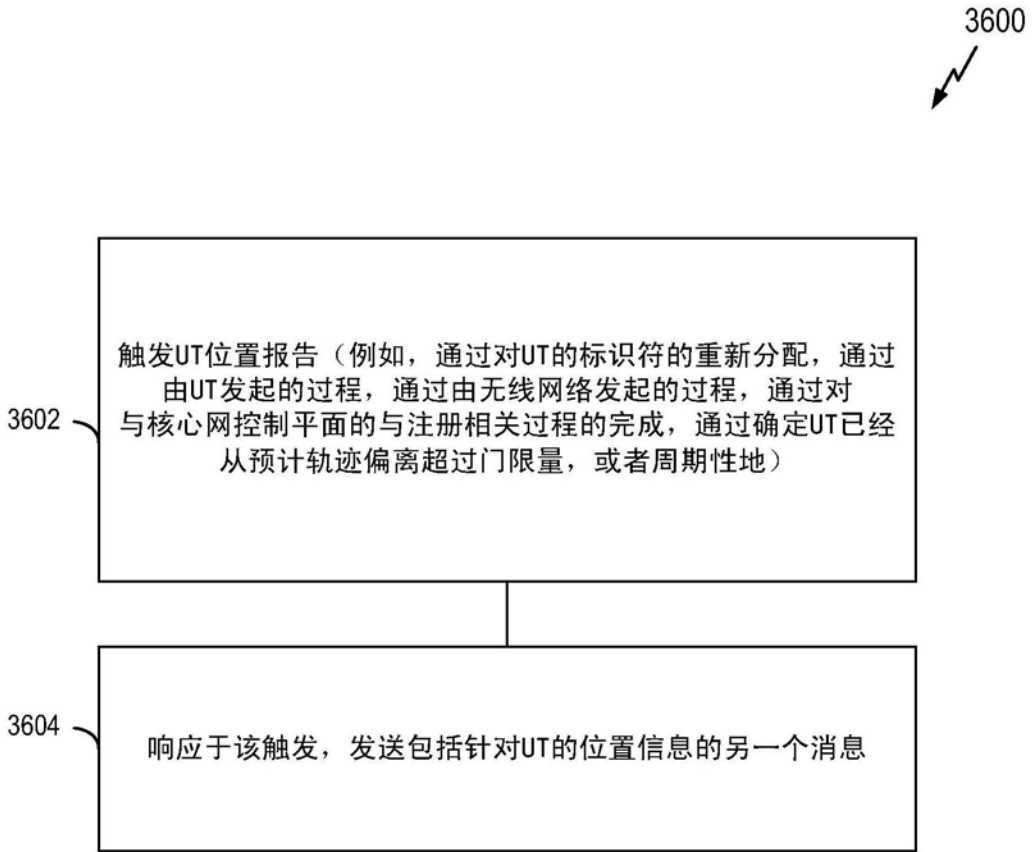 3600
触发UT位置报告（例如，通过对UT的标识符的重新分配，通过
由UT发起的过程，通过由无线网络发起的过程，通过对
与核心网控制平面的与注册相关过程的完成，通过确定UT已经
从预计轨迹偏离超过门限量，或者周期性地）
3602
3604
响应于该触发，发送包括针对UT的位置信息的另一个消息